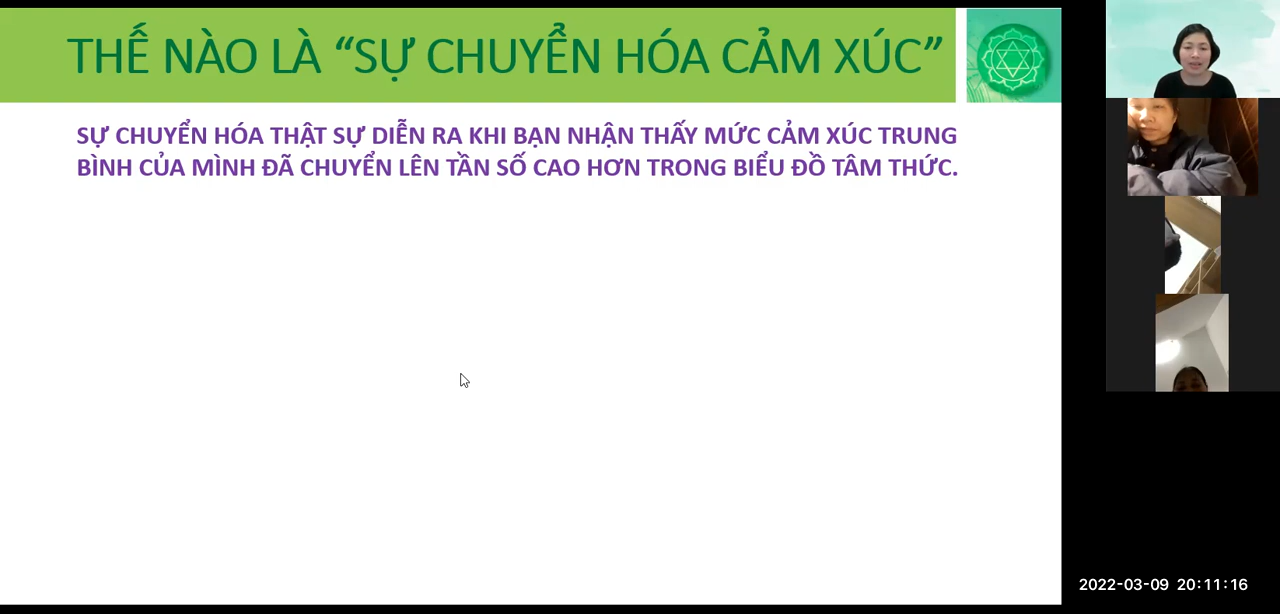 THẾ NÀO LÀ “SỰ CHUYỂN HÓA CẢM XÚC”
SỰ CHUYỂN HÓA THẬT SỰ DIỄN RA KHI BẠN NHẬN THẤY MỨC CẢM XÚC TRUNG
BÌNH CỦA MÌNH ĐÃ CHUYỂN LÊN TẦN SỐ CAO HƠN TRONG BIỂU ĐỒ TÂM THỨC.
2022-03-09 20:11:16